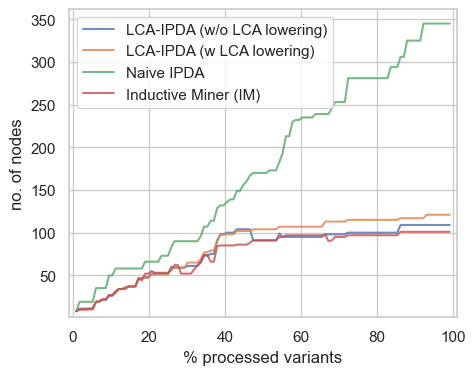 350
300
250
200
150
100
50
no. of nodes
LCA-IPDA (w/o LCA lowering)
LCA-IPDA (w LCA lowering)
Naive IPDA
Inductive Miner (IM)
0 20 40 60 80 100
% processed variants